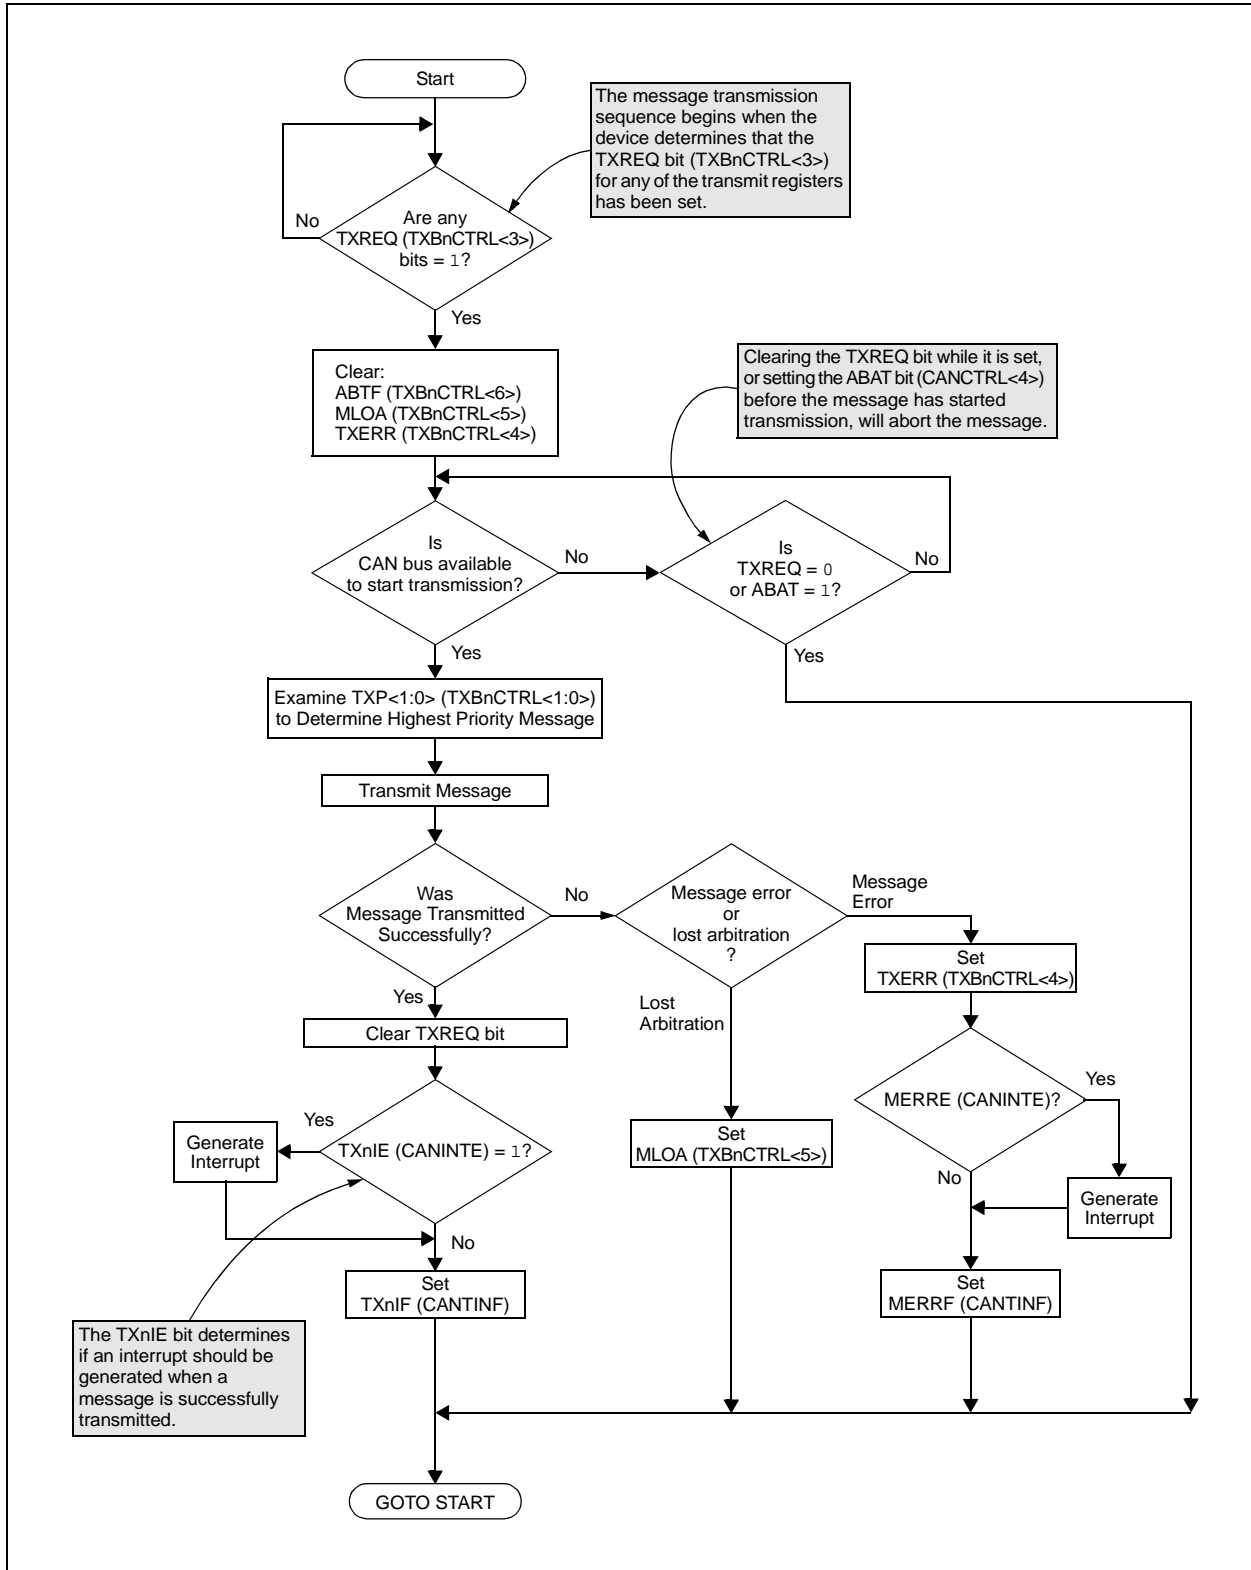 Start
The message transmission
sequence begins when the
device determines that the
TXREQ bit (TXBnCTRL<3>)
for any of the transmit registers
has been set.
No
Are any
TXREQ (TXBnCTRL<3>)
bits = 1?
Yes
Clear:
ABTF (TXBnCTRL<6>)
MLOA (TXBnCTRL<5>)
TXERR (TXBnCTRL<4>)
Clearing the TXREQ bit while it is set,
or setting the ABAT bit (CANCTRL<4>)
before the message has started
transmission, will abort the message.
Is
CAN bus available
to start transmission?
No
Is
TXREQ = 0
or ABAT = 1?
No
Yes
Yes
Examine TXP<1:0> (TXBnCTRL<1:0>)
to Determine Highest Priority Message
Transmit Message
Was
Message Transmitted
Successfully?
No
Message error
or
lost arbitration
?
Message
Error
Set
TXERR (TXBnCTRL<4>)
Yes
Lost
Arbitration
Clear TXREQ bit
MERRE (CANINTE)?
Yes
Yes
TXnIE (CANINTE) = 1?
Generate
Interrupt
Set
MLOA (TXBnCTRL<5>)
No
Generate
Interrupt
No
Set
TXnIF (CANTINF)
Set
MERRF (CANTINF)
The TXnIE bit determines
if an interrupt should be
generated when a
message is successfully
transmitted.
GOTO START